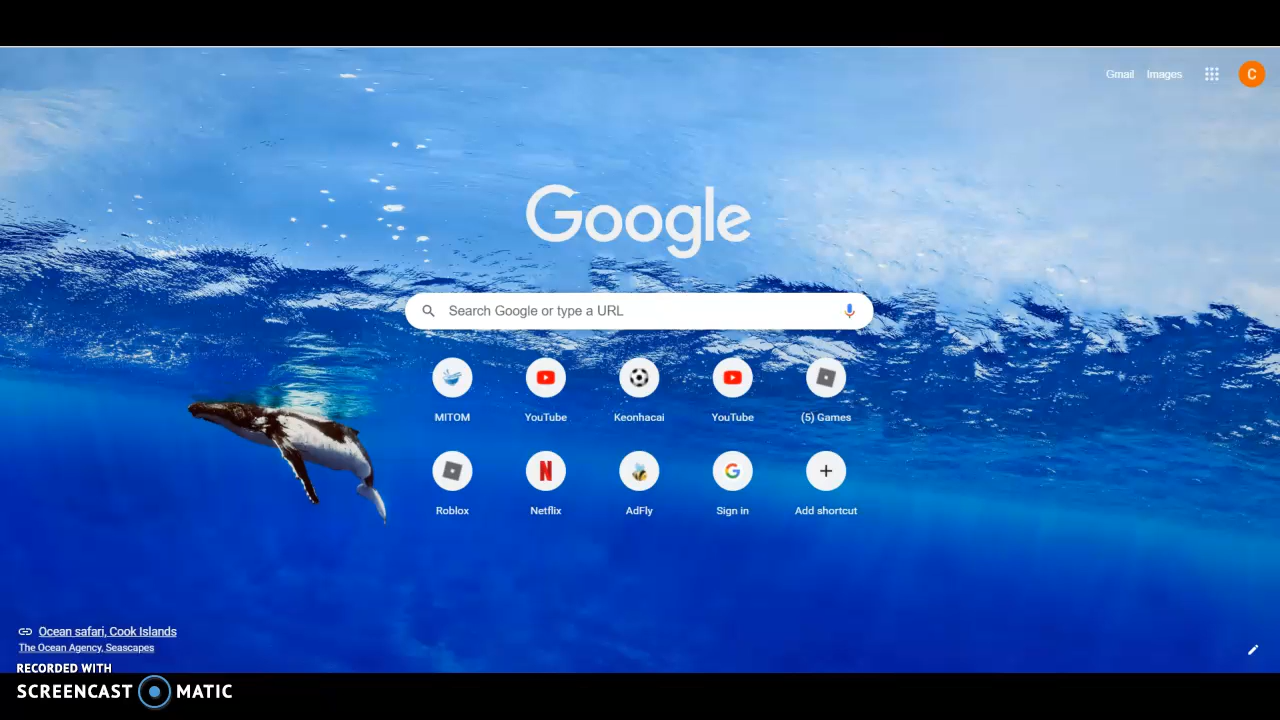 Gmail Images C
Google
Search Google or type a URL
MITOM YouTube Keonhacai YouTube (5) Games
Roblox Netflix AdFly Sign in Add shortcut
Ocean safari, Cook Islands
The Ocean Agency, Seascapes
RECORDED WITH
SCREENCAST MATIC